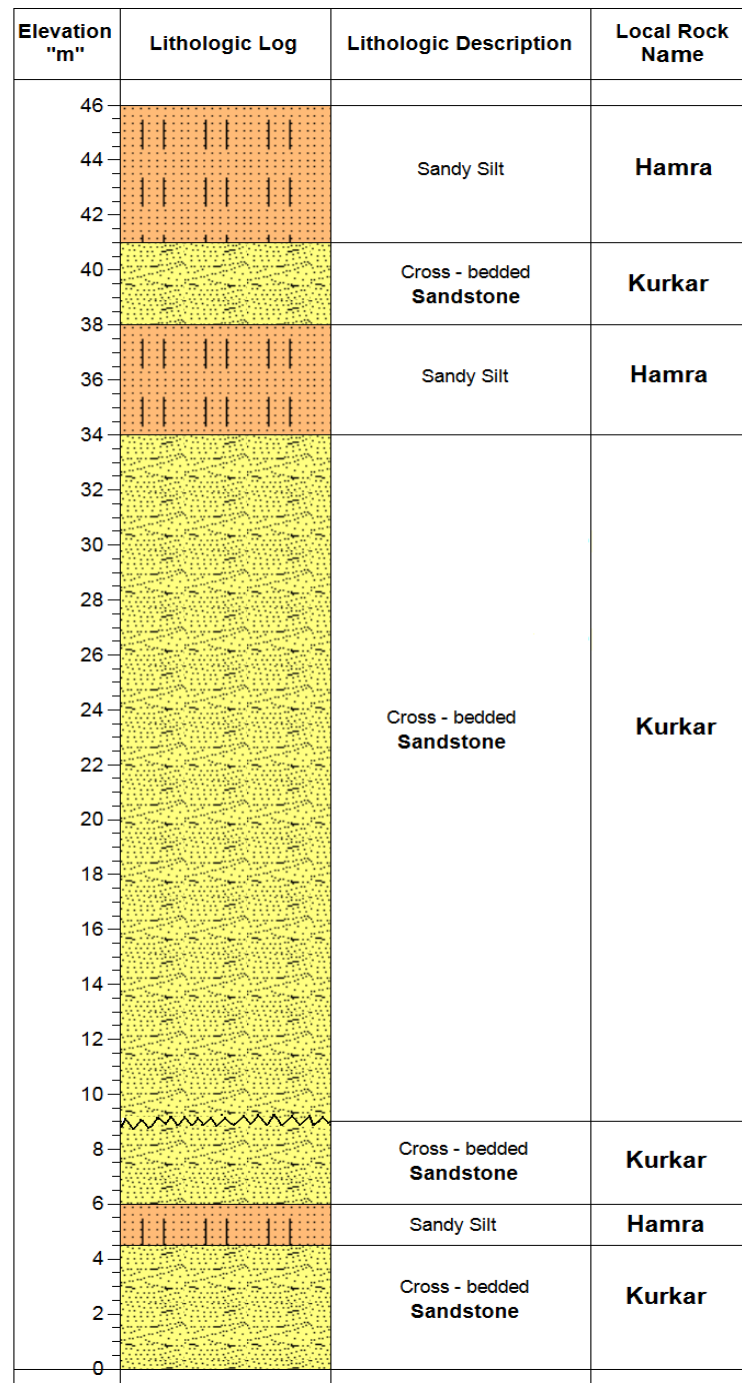 Elevation "m"
Lithologic Log
Lithologic Description
Local Rock Name
46
44
Sandy Silt
Hamra
42
40
Cross - bedded
Sandstone
Kurkar
38
36
Sandy Silt
Hamra
34
32
30
28
26
24
Cross - bedded
Sandstone
Kurkar
22
20
18
16
14
12
10
8
Cross - bedded
Sandstone
Kurkar
6
Sandy Silt
Hamra
4
Cross - bedded
Sandstone
Kurkar
2
0